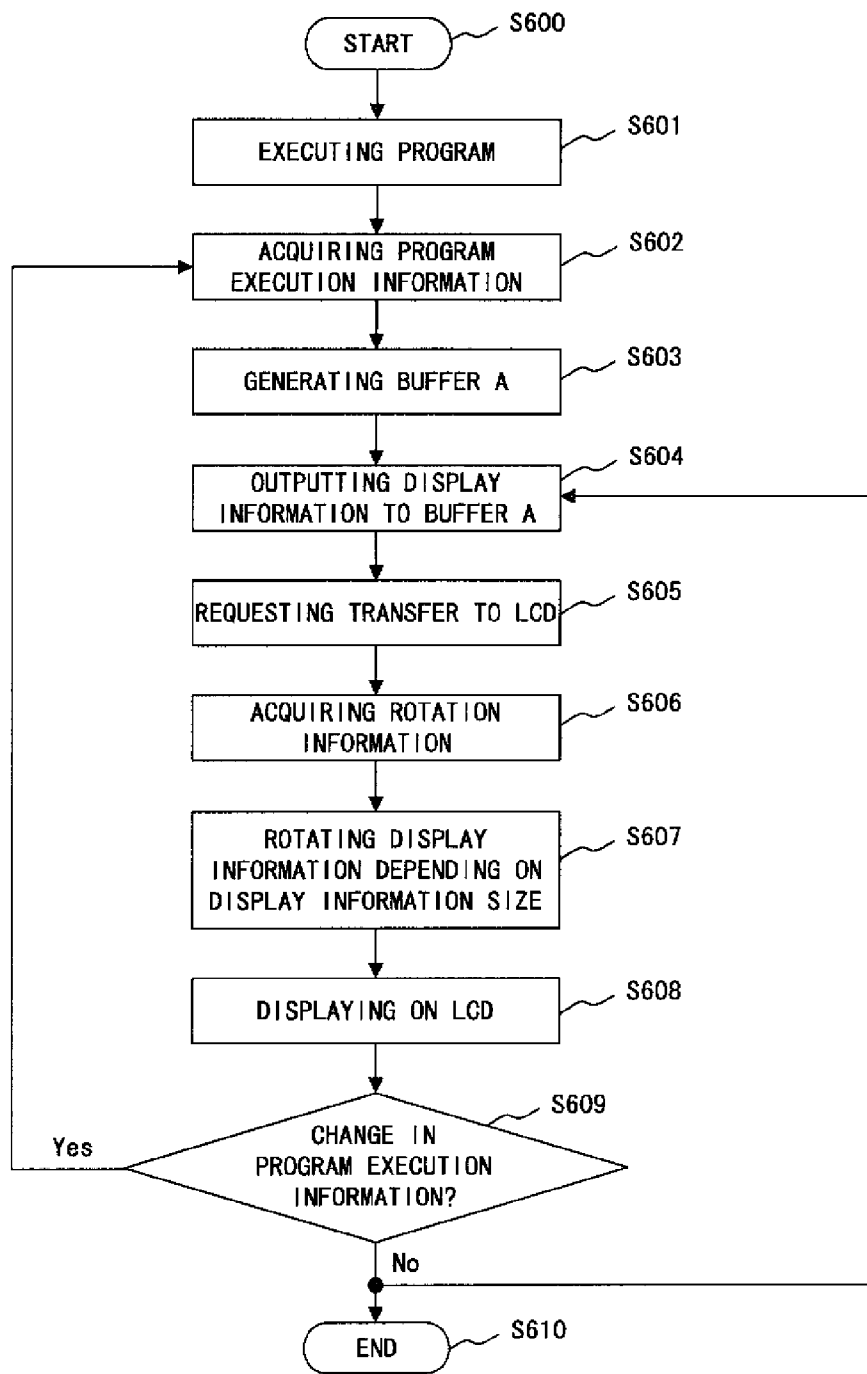 START
S600
EXECUTING PROGRAM
S601
ACQUIRING PROGRAM
EXECUTION INFORMATION
S602
GENERATING BUFFER A
S603
OUTPUTTING DISPLAY
INFORMATION TO BUFFER A
S604
REQUESTING TRANSFER TO LCD
S605
ACQUIRING ROTATION
INFORMATION
S606
ROTATING DISPLAY
INFORMATION DEPENDING ON
DISPLAY INFORMATION SIZE
S607
DISPLAYING ON LCD
S608
CHANGE IN
PROGRAM EXECUTION
INFORMATION?
S609
Yes
No
END
S610